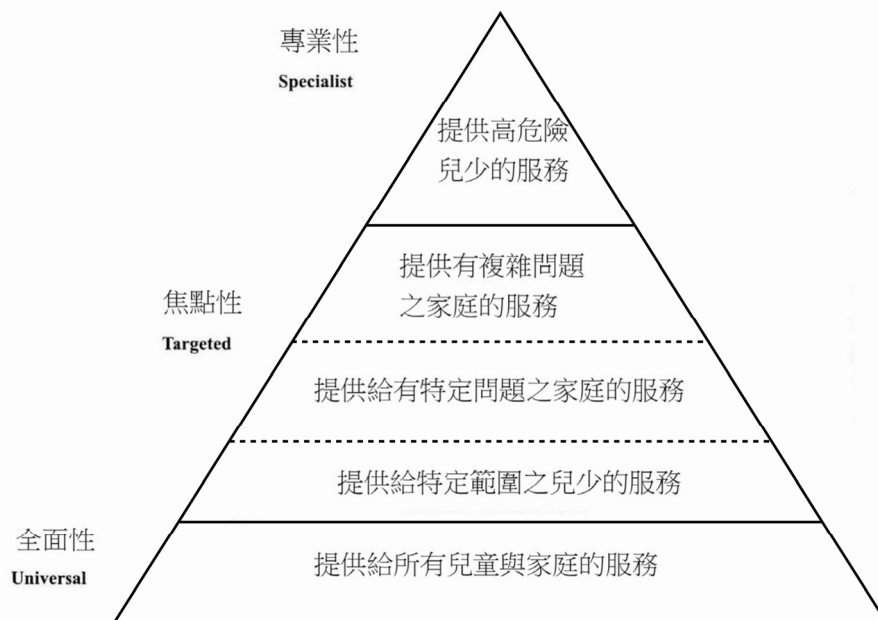 專業性
Specialist
提供高危險
兒少的服務
提供有複雜問題
之家庭的服務
焦點性
Targeted
提供給有特定問題之家庭的服務
提供給特定範圍之兒少的服務
全面性
Universal
提供給所有兒童與家庭的服務